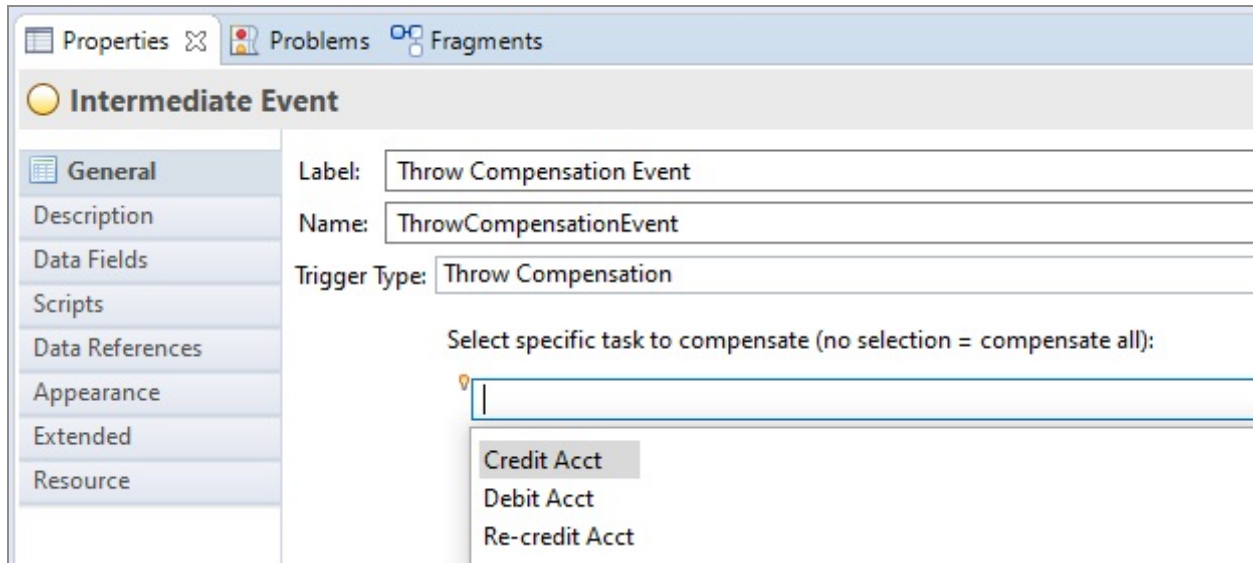 Properties Problems Fragments
Intermediate Event
General
Description
Data Fields
Scripts
Data References
Appearance
Extended
Resource
Label: Throw Compensation Event
Name: ThrowCompensationEvent
Trigger Type: Throw Compensation
Select specific task to compensate (no selection = compensate all):
Credit Acct
Debit Acct
Re-credit Acct